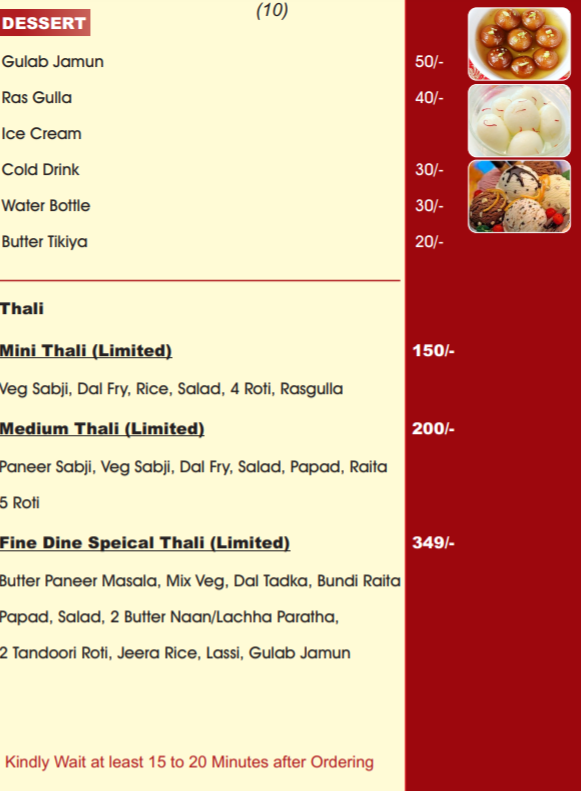 (10)
DESSERT
Gulab Jamun 50/-
Ras Gulla 40/-
Ice Cream
Cold Drink 30/-
Water Bottle 30/-
Butter Tikiya 20/-
Thali
Mini Thali (Limited) 150/-
Veg Sabji, Dal Fry, Rice, Salad, 4 Roti, Rasgulla
Medium Thali (Limited) 200/-
Paneer Sabji, Veg Sabji, Dal Fry, Salad, Papad, Raita
5 Roti
Fine Dine Speical Thali (Limited) 349/-
Butter Paneer Masala, Mix Veg, Dal Tadka, Bundi Raita
Papad, Salad, 2 Butter Naan/Lachha Paratha,
2 Tandoori Roti, Jeera Rice, Lassi, Gulab Jamun
Kindly Wait at least 15 to 20 Minutes after Ordering